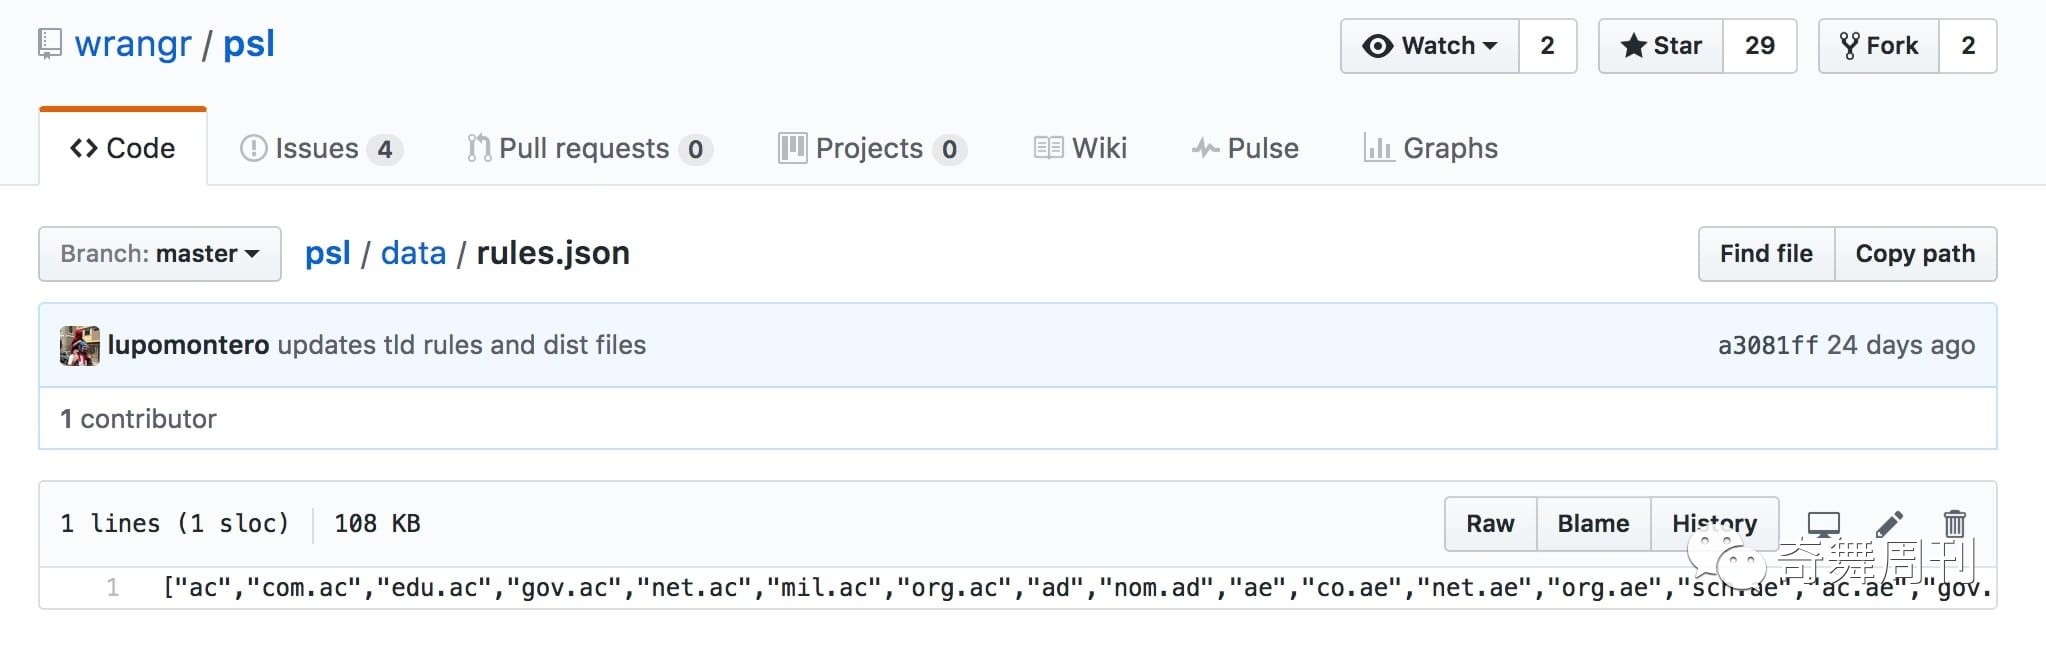 wrangr / psl
Watch 2
Star 29
Fork 2
Code
Issues 4
Pull requests 0
Projects 0
Wiki
Pulse
Graphs
Branch: master
psl / data / rules.json
Find file
Copy path
lupomontero updates tld rules and dist files
a3081ff 24 days ago
1 contributor
1 lines (1 sloc)
108 KB
Raw
Blame
History
奇舞周刊
1 ["ac","com.ac","edu.ac","gov.ac","net.ac","mil.ac","org.ac","ad","nom.ad","ae","co.ae","net.ae","org.ae","sch.ae","ac.ae","gov.